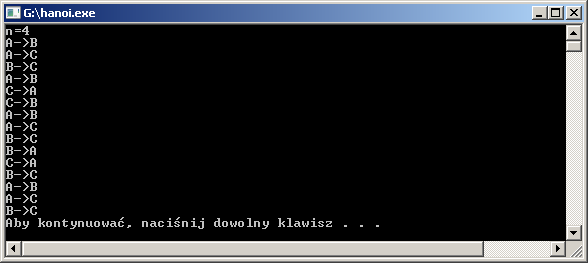 G:\hanoi.exe
n=4
A->B
A->C
B->C
A->B
C->A
C->B
A->B
A->C
B->C
B->A
C->A
B->C
A->B
A->C
B->C
Aby kontynuować, naciśnij dowolny klawisz . . .